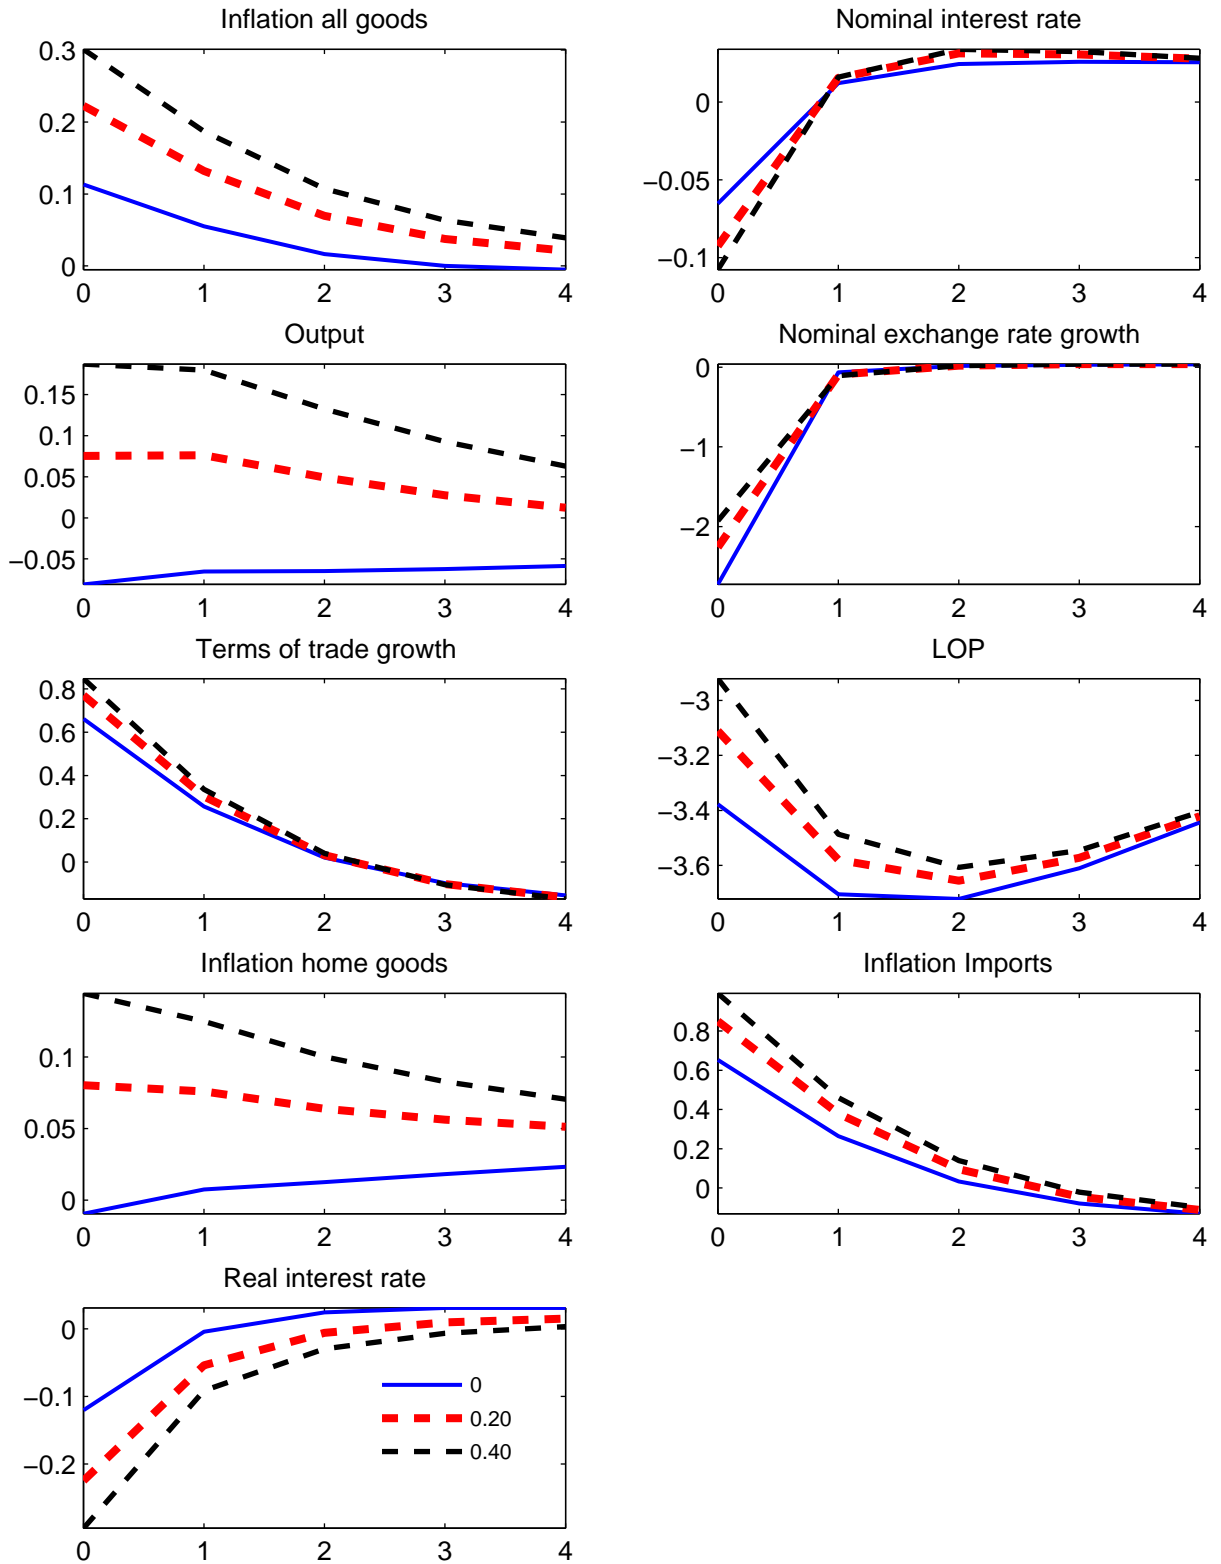 Inflation all goods
0.3
0.2
0.1
0
0 1 2 3 4
Nominal interest rate
0
−0.05
−0.1
0 1 2 3 4
Output
0.15
0.1
0.05
0
−0.05
0 1 2 3 4
Nominal exchange rate growth
0
−1
−2
0 1 2 3 4
Terms of trade growth
0.8
0.6
0.4
0.2
0
0 1 2 3 4
LOP
−3
−3.2
−3.4
−3.6
0 1 2 3 4
Inflation home goods
0.1
0.05
0
0 1 2 3 4
Inflation Imports
0.8
0.6
0.4
0.2
0
0 1 2 3 4
Real interest rate
0
−0.1
−0.2
0 1 2 3 4
0
0.20
0.40